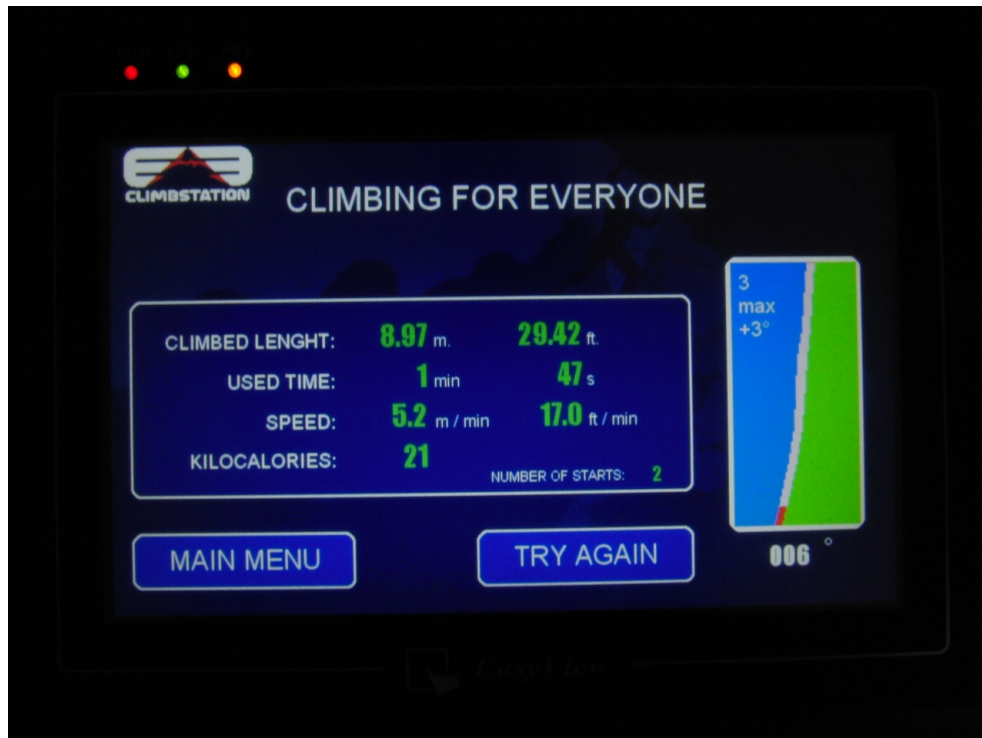 CLIMBSTATION
CLIMBING FOR EVERYONE
3
max
+3°
CLIMBED LENGHT: 8.97 m. 29.42 ft.
USED TIME: 1 min 47 s
SPEED: 5.2 m / min 17.0 ft / min
KILOCALORIES: 21
NUMBER OF STARTS: 2
MAIN MENU
TRY AGAIN
006 °
EasyView